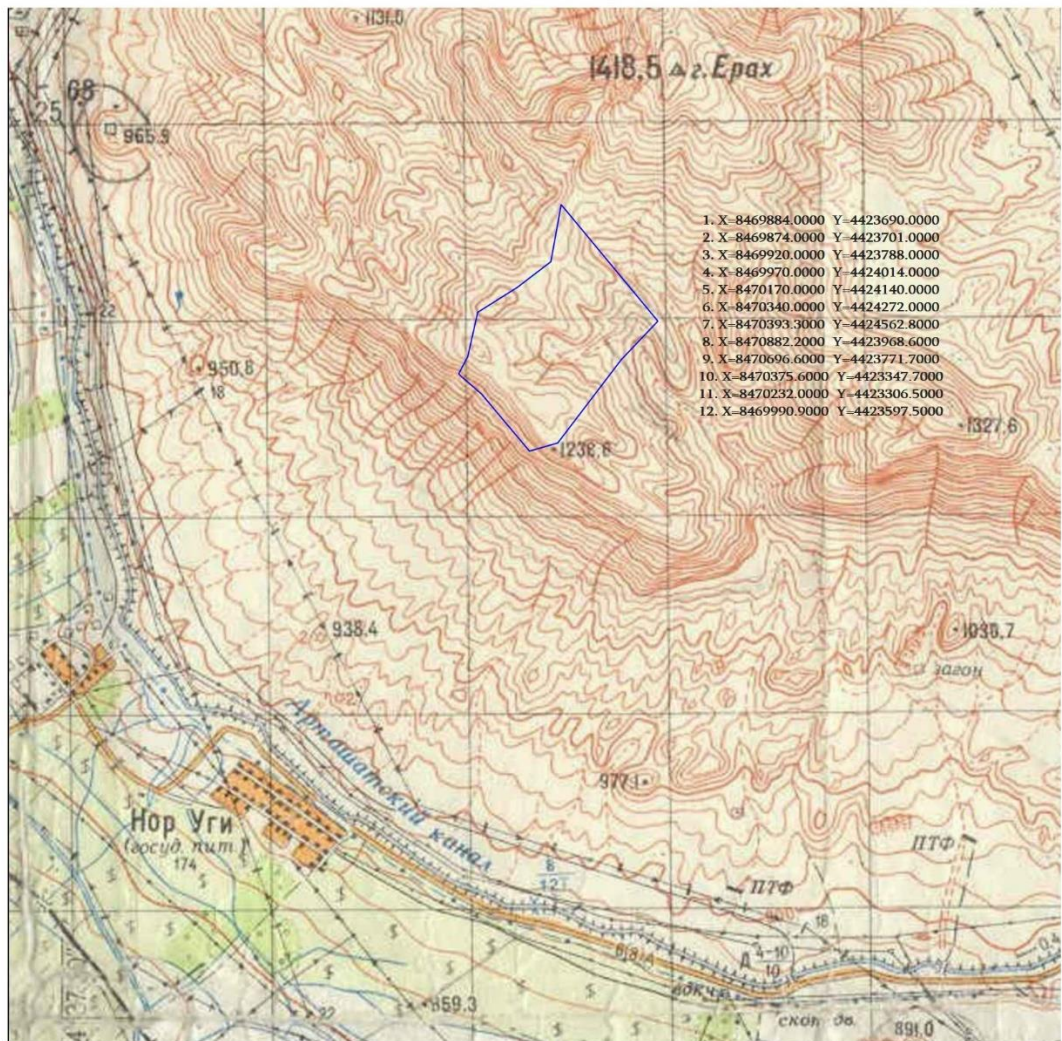 1131,0
1418,5 г. Ерах
68
25
965,9
1200
1. X=8469884.0000 Y=4423690.0000
2. X=8469874.0000 Y=4423701.0000
3. X=8469920.0000 Y=4423788.0000
4. X=8469970.0000 Y=4424014.0000
5. X=8470170.0000 Y=4424140.0000
6. X=8470340.0000 Y=4424272.0000
7. X=8470393.3000 Y=4424562.8000
8. X=8470882.2000 Y=4423968.6000
9. X=8470696.6000 Y=4423771.7000
10. X=8470375.6000 Y=4423347.7000
11. X=8470232.0000 Y=4423306.5000
12. X=8469990.9000 Y=4423597.5000
22
950,8
18
1327,6
1238,6
938,4
1036,7
загон
Арташатский канал
977,1
Нор Уги
(госуд. пит.)
174
ПТФ
ПТФ
18
Д 4-10
10
859,3
22
891,0